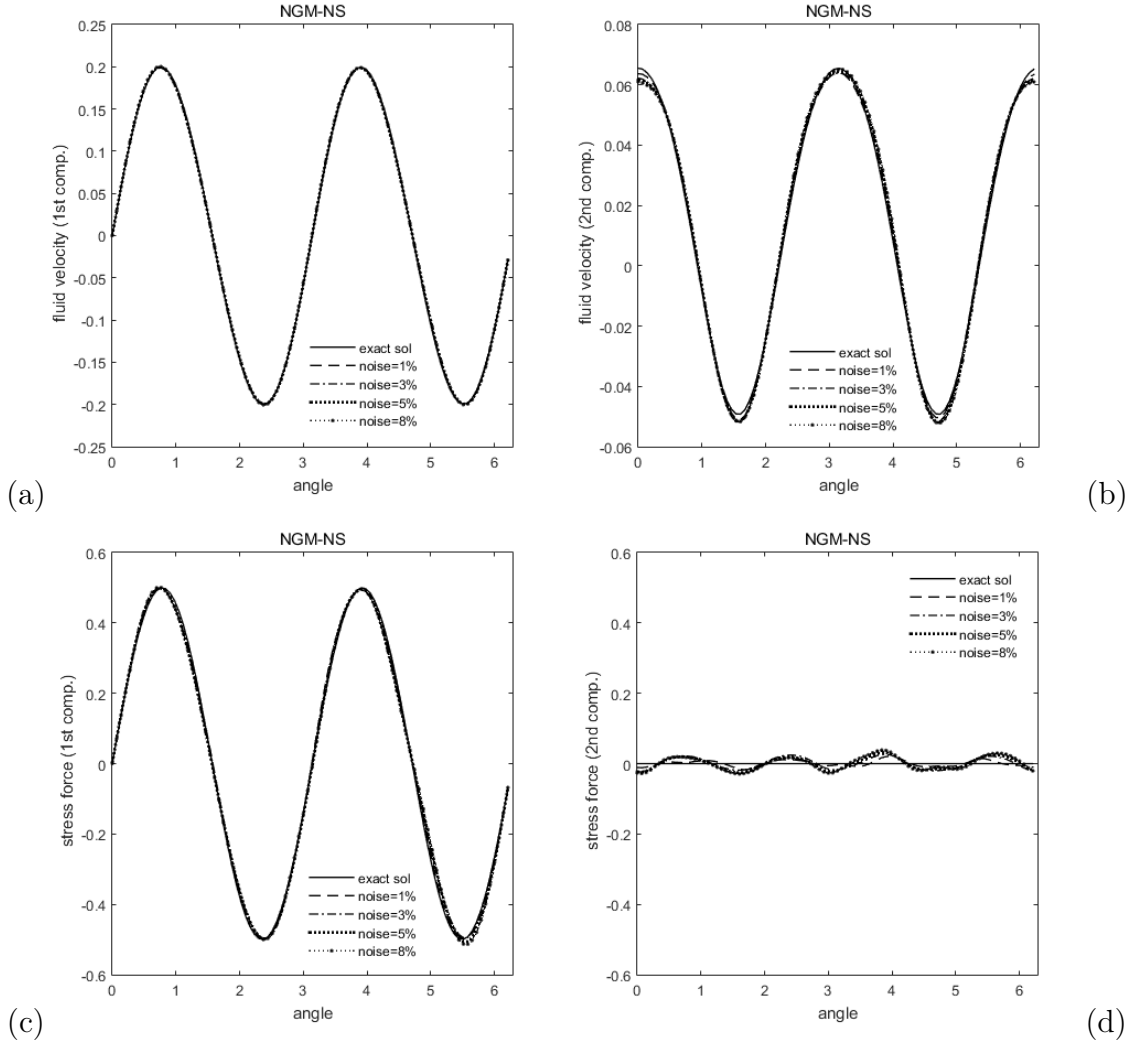 NGM-NS
0.25
0.2
0.15
0.1
0.05
0
-0.05
-0.1
-0.15
-0.2
-0.25
fluid velocity (1st comp.)
exact sol
noise=1%
noise=3%
noise=5%
noise=8%
0 1 2 3 4 5 6
angle
(a)
NGM-NS
0.08
0.06
0.04
0.02
0
-0.02
-0.04
-0.06
fluid velocity (2nd comp.)
exact sol
noise=1%
noise=3%
noise=5%
noise=8%
0 1 2 3 4 5 6
angle
(b)
NGM-NS
0.6
0.4
0.2
0
-0.2
-0.4
-0.6
stress force (1st comp.)
exact sol
noise=1%
noise=3%
noise=5%
noise=8%
0 1 2 3 4 5 6
angle
(c)
NGM-NS
0.6
0.4
0.2
0
-0.2
-0.4
-0.6
stress force (2nd comp.)
exact sol
noise=1%
noise=3%
noise=5%
noise=8%
0 1 2 3 4 5 6
angle
(d)